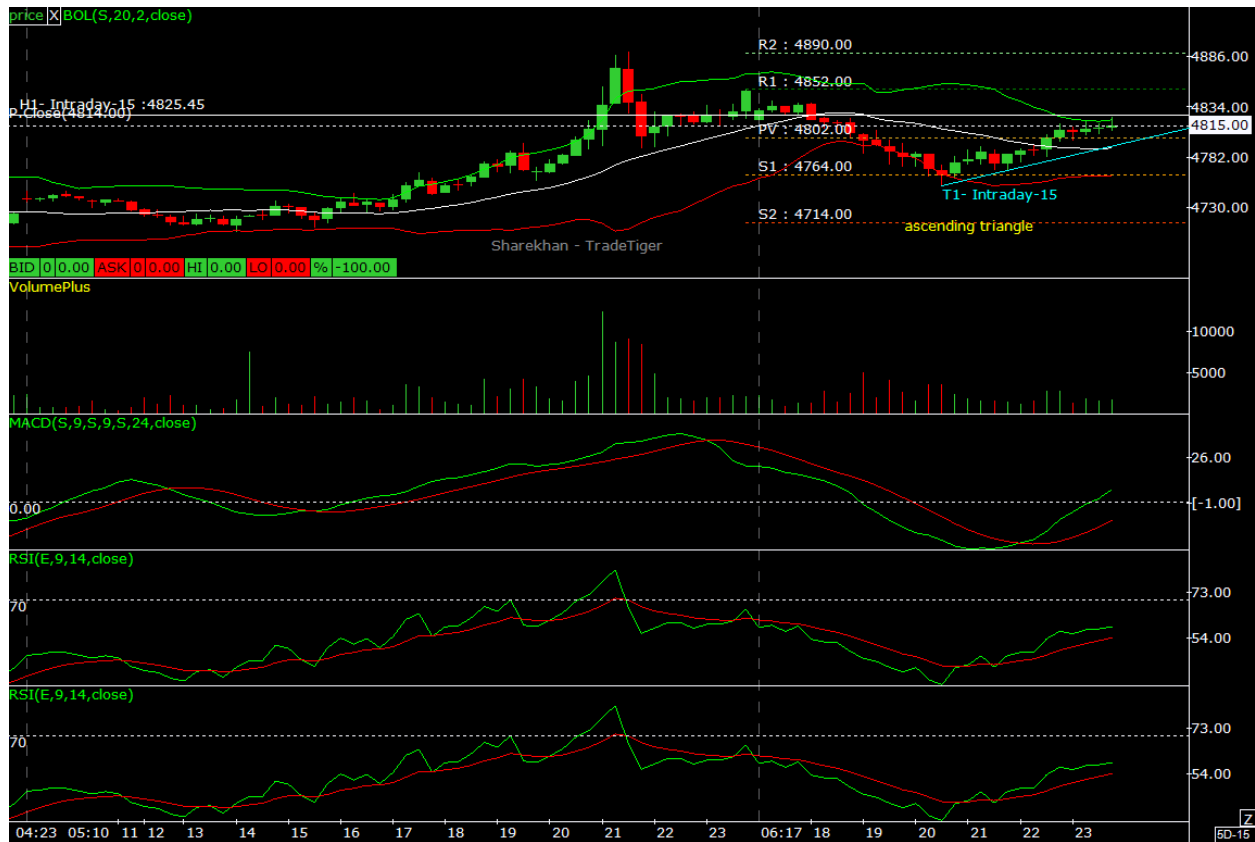 price X BOL(S,20,2,close)
R2 : 4890.00
4886.00
R1 : 4852.00
H1- Intraday-15 :4825.45
4834.00
P.Close(4814.00)
4815.00
PV : 4802.00
4782.00
S1 : 4764.00
T1- Intraday-15
S2 : 4714.00
4730.00
ascending triangle
Sharekhan - TradeTiger
BID 0 0.00 ASK 0 0.00 HI 0.00 LO 0.00 % -100.00
VolumePlus
10000
5000
MACD(S,9,S,9,S,24,close)
26.00
0.00
[-1.00]
RSI(E,9,14,close)
73.00
70
54.00
RSI(E,9,14,close)
73.00
70
54.00
04:23 05:10 11 12 13 14 15 16 17 18 19 20 21 22 23 06:17 18 19 20 21 22 23
Z
5D-15